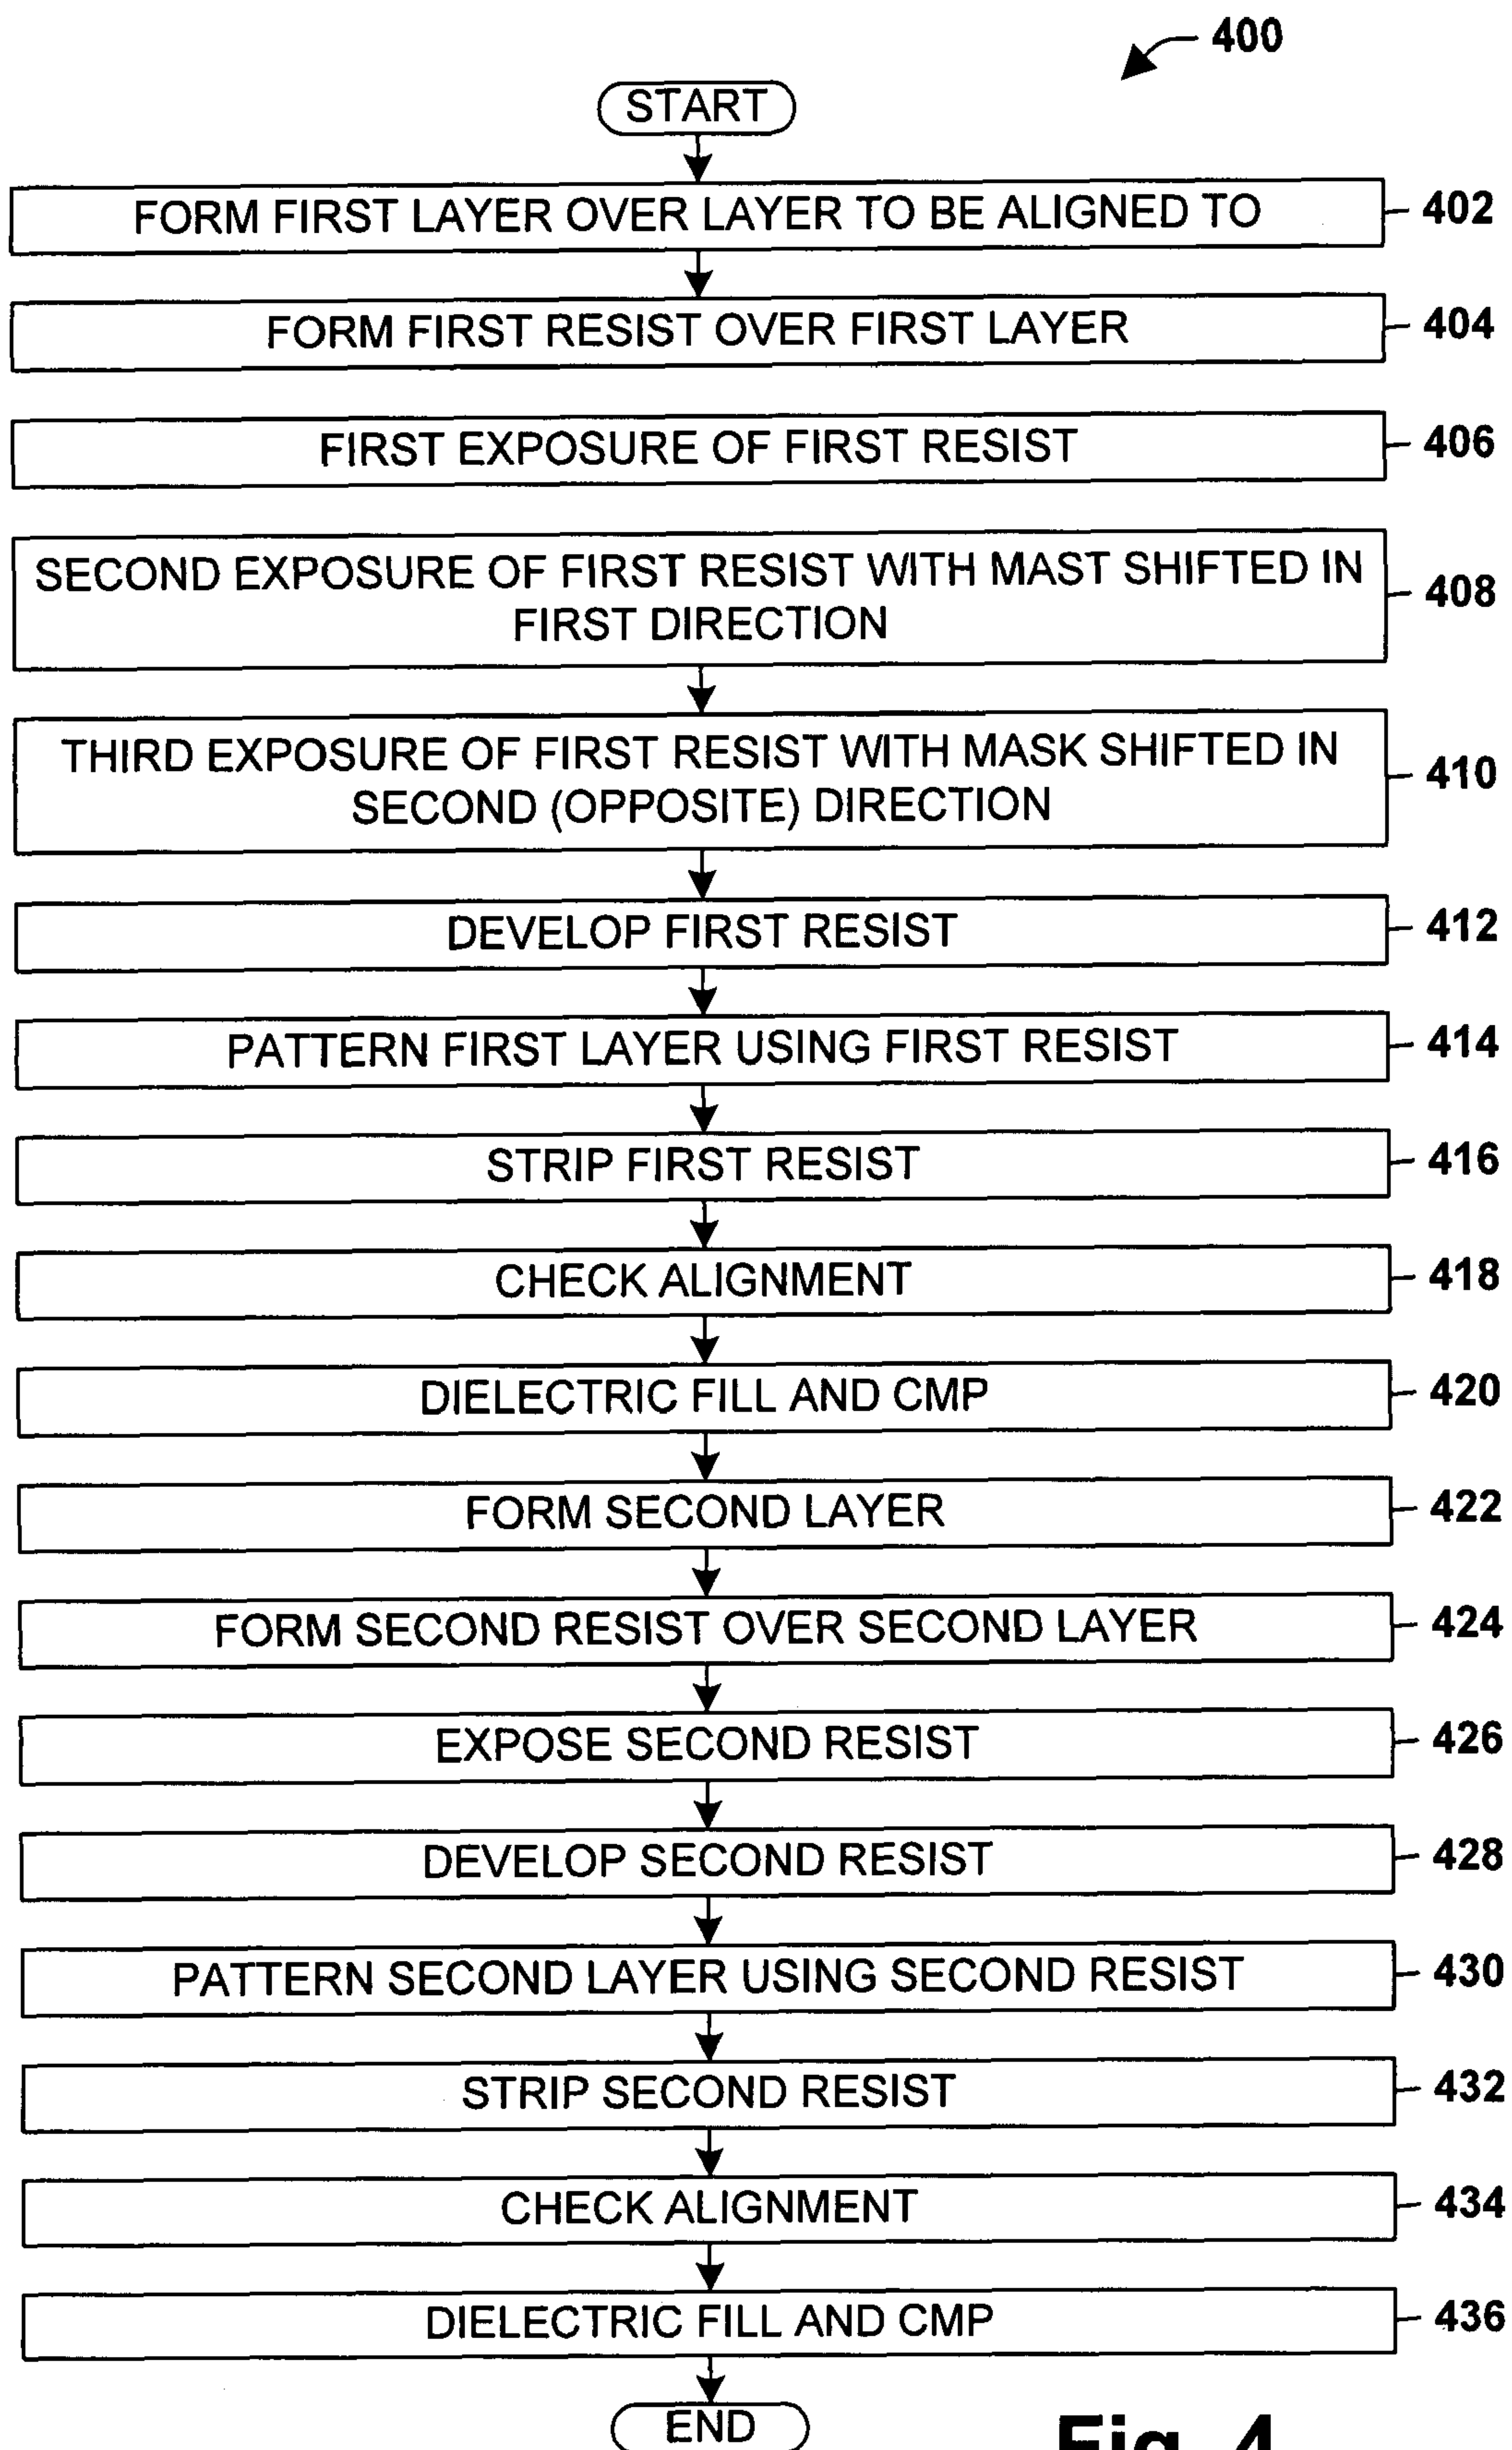 400
START
FORM FIRST LAYER OVER LAYER TO BE ALIGNED TO
402
FORM FIRST RESIST OVER FIRST LAYER
404
FIRST EXPOSURE OF FIRST RESIST
406
SECOND EXPOSURE OF FIRST RESIST WITH MAST SHIFTED IN
FIRST DIRECTION
408
THIRD EXPOSURE OF FIRST RESIST WITH MASK SHIFTED IN
SECOND (OPPOSITE) DIRECTION
410
DEVELOP FIRST RESIST
412
PATTERN FIRST LAYER USING FIRST RESIST
414
STRIP FIRST RESIST
416
CHECK ALIGNMENT
418
DIELECTRIC FILL AND CMP
420
FORM SECOND LAYER
422
FORM SECOND RESIST OVER SECOND LAYER
424
EXPOSE SECOND RESIST
426
DEVELOP SECOND RESIST
428
PATTERN SECOND LAYER USING SECOND RESIST
430
STRIP SECOND RESIST
432
CHECK ALIGNMENT
434
DIELECTRIC FILL AND CMP
436
END
Fig. 4